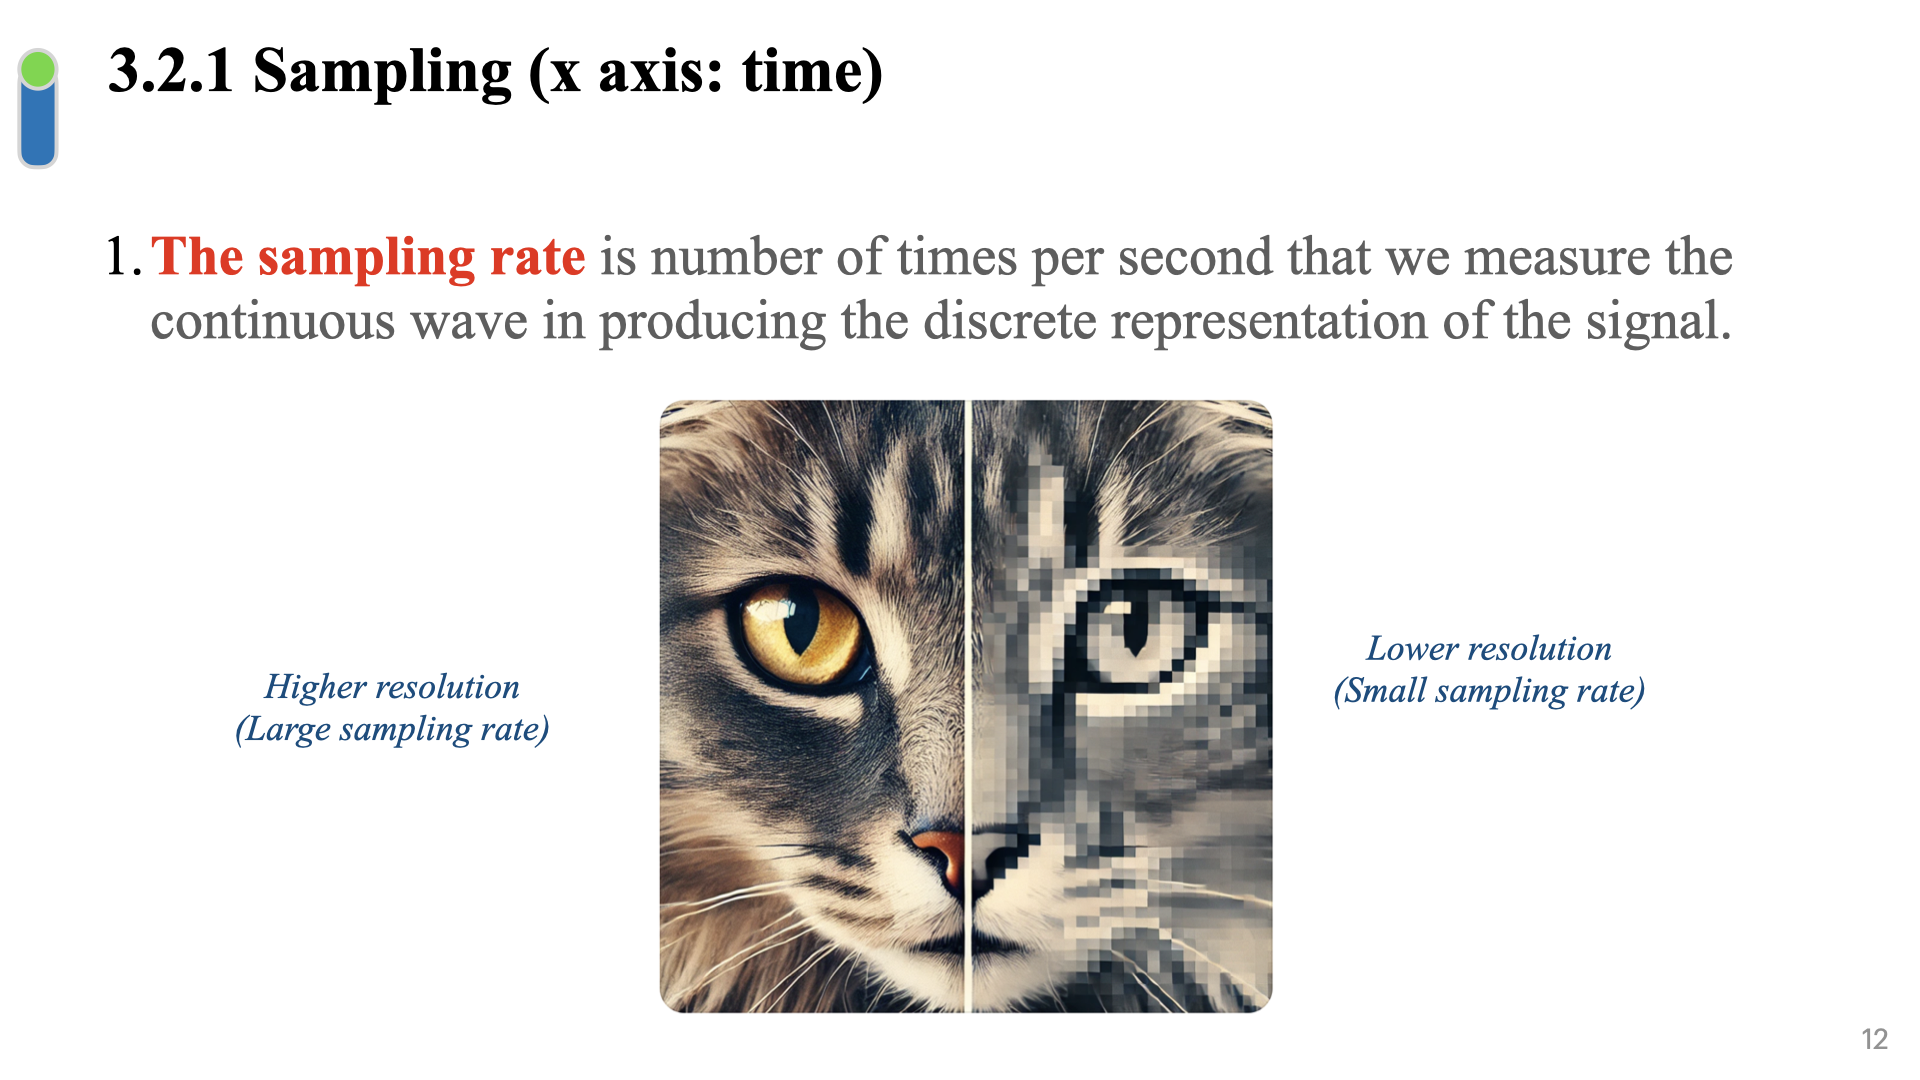 3.2.1 Sampling (x axis: time)
1. The sampling rate is number of times per second that we measure the
continuous wave in producing the discrete representation of the signal.
Higher resolution
(Large sampling rate)
Lower resolution
(Small sampling rate)
12